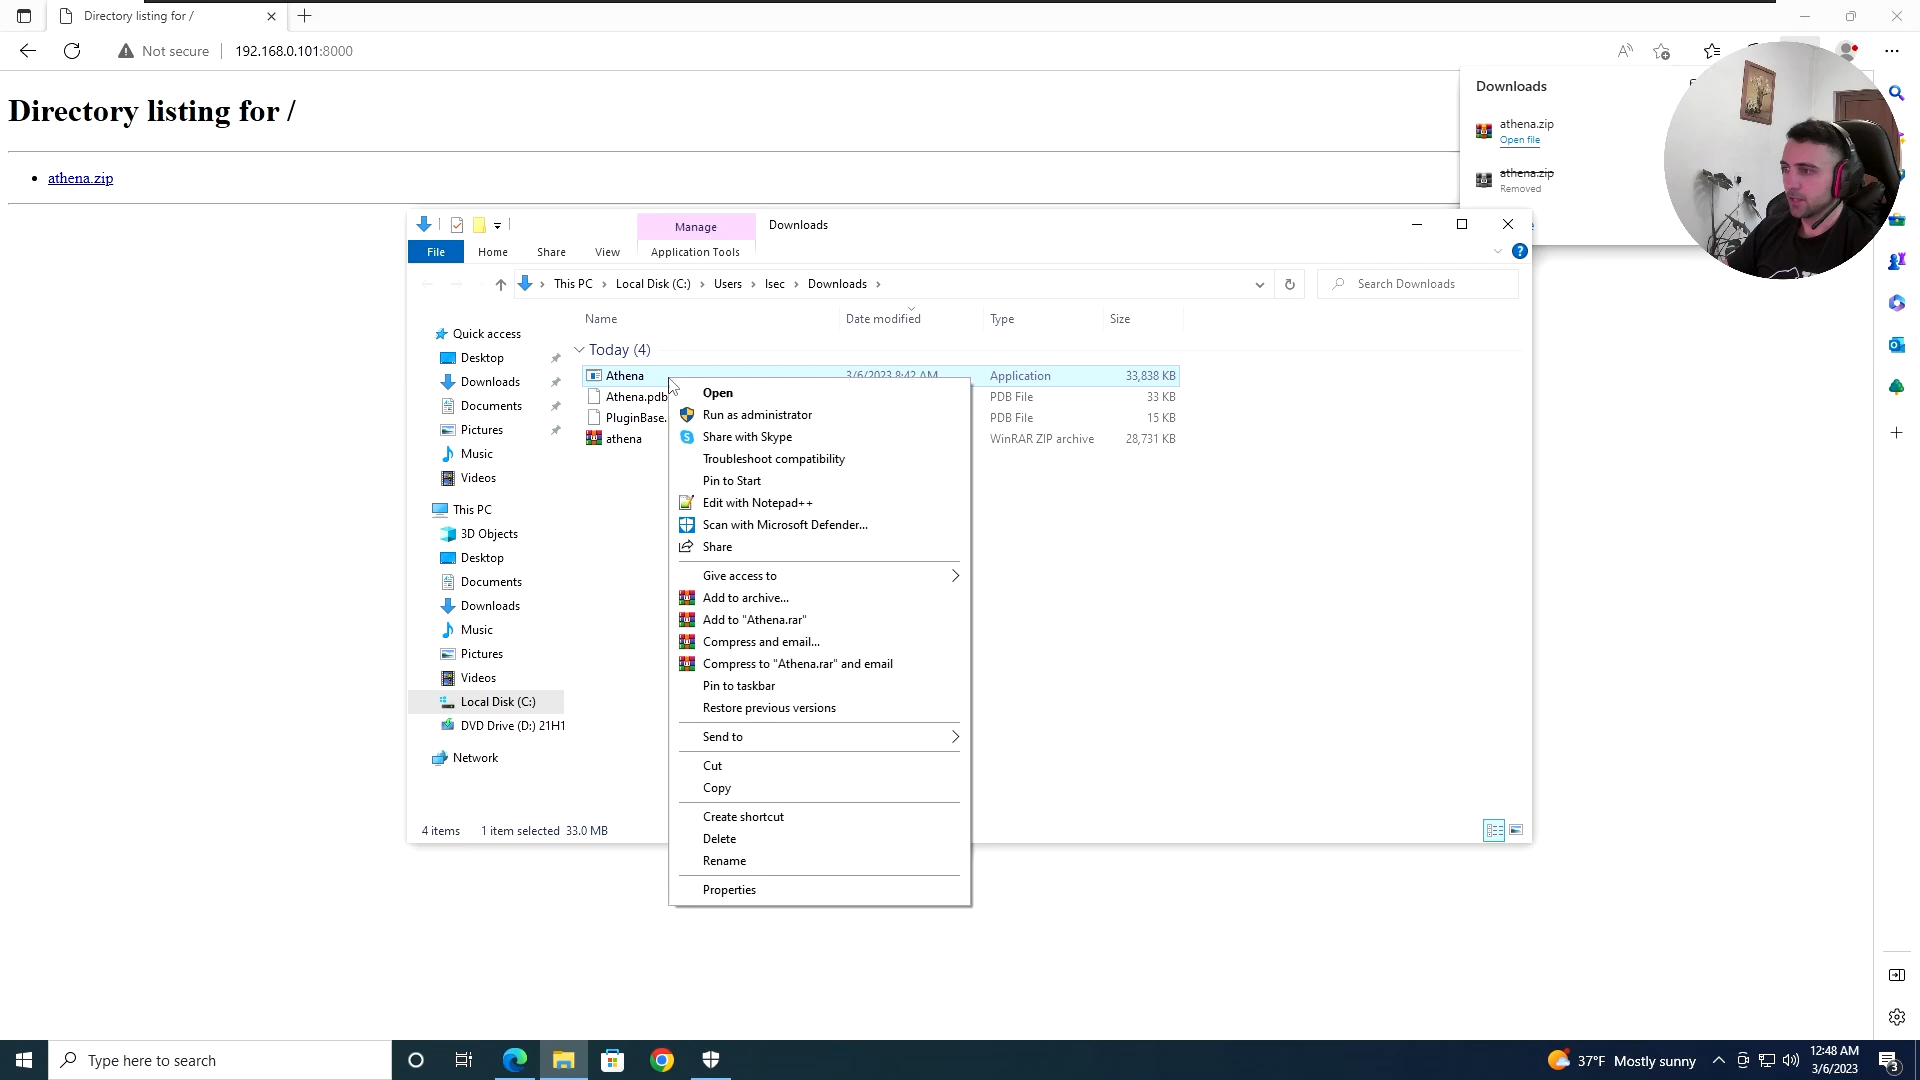 Directory listing for /
Not secure
192.168.0.101:8000
Directory listing for /
athena.zip
Downloads
athena.zip
Open file
athena.zip
Removed
Manage
Downloads
File
Home
Share
View
Application Tools
This PC
Local Disk (C:)
Users
lsec
Downloads
Search Downloads
Name
Date modified
Type
Size
Quick access
Desktop
Downloads
Documents
Pictures
Music
Videos
This PC
3D Objects
Desktop
Documents
Downloads
Music
Pictures
Videos
Local Disk (C:)
DVD Drive (D:) 21H1
Network
Today (4)
Athena
3/6/2023 8:42 AM
Application
33,838 KB
Athena.pdb
PDB File
33 KB
PluginBase.
PDB File
15 KB
athena
WinRAR ZIP archive
28,731 KB
Open
Run as administrator
Share with Skype
Troubleshoot compatibility
Pin to Start
Edit with Notepad++
Scan with Microsoft Defender...
Share
Give access to
Add to archive...
Add to "Athena.rar"
Compress and email...
Compress to "Athena.rar" and email
Pin to taskbar
Restore previous versions
Send to
Cut
Copy
Create shortcut
Delete
Rename
Properties
4 items
1 item selected 33.0 MB
Type here to search
37°F Mostly sunny
12:48 AM
3/6/2023
3